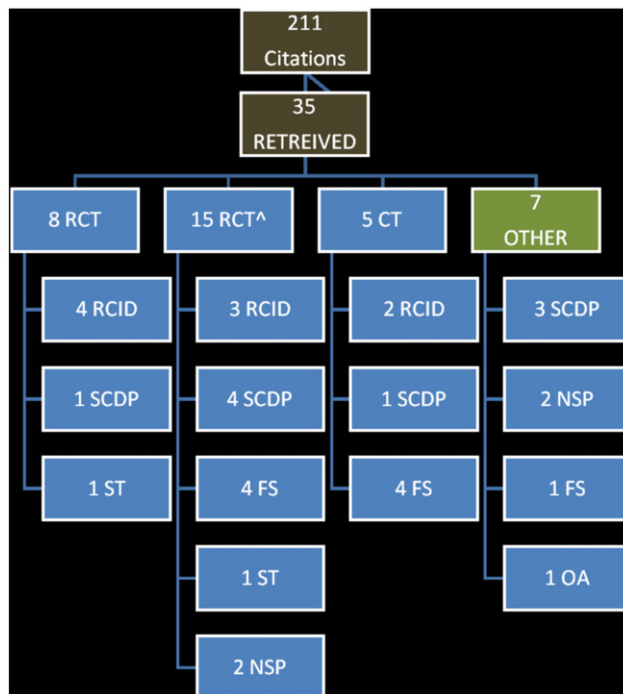 211
Citations
35
RETREIVED
8 RCT
15 RCT^
5 CT
7
OTHER
4 RCID
3 RCID
2 RCID
3 SCDP
1 SCDP
4 SCDP
1 SCDP
2 NSP
1 ST
4 FS
4 FS
1 FS
1 ST
1 OA
2 NSP